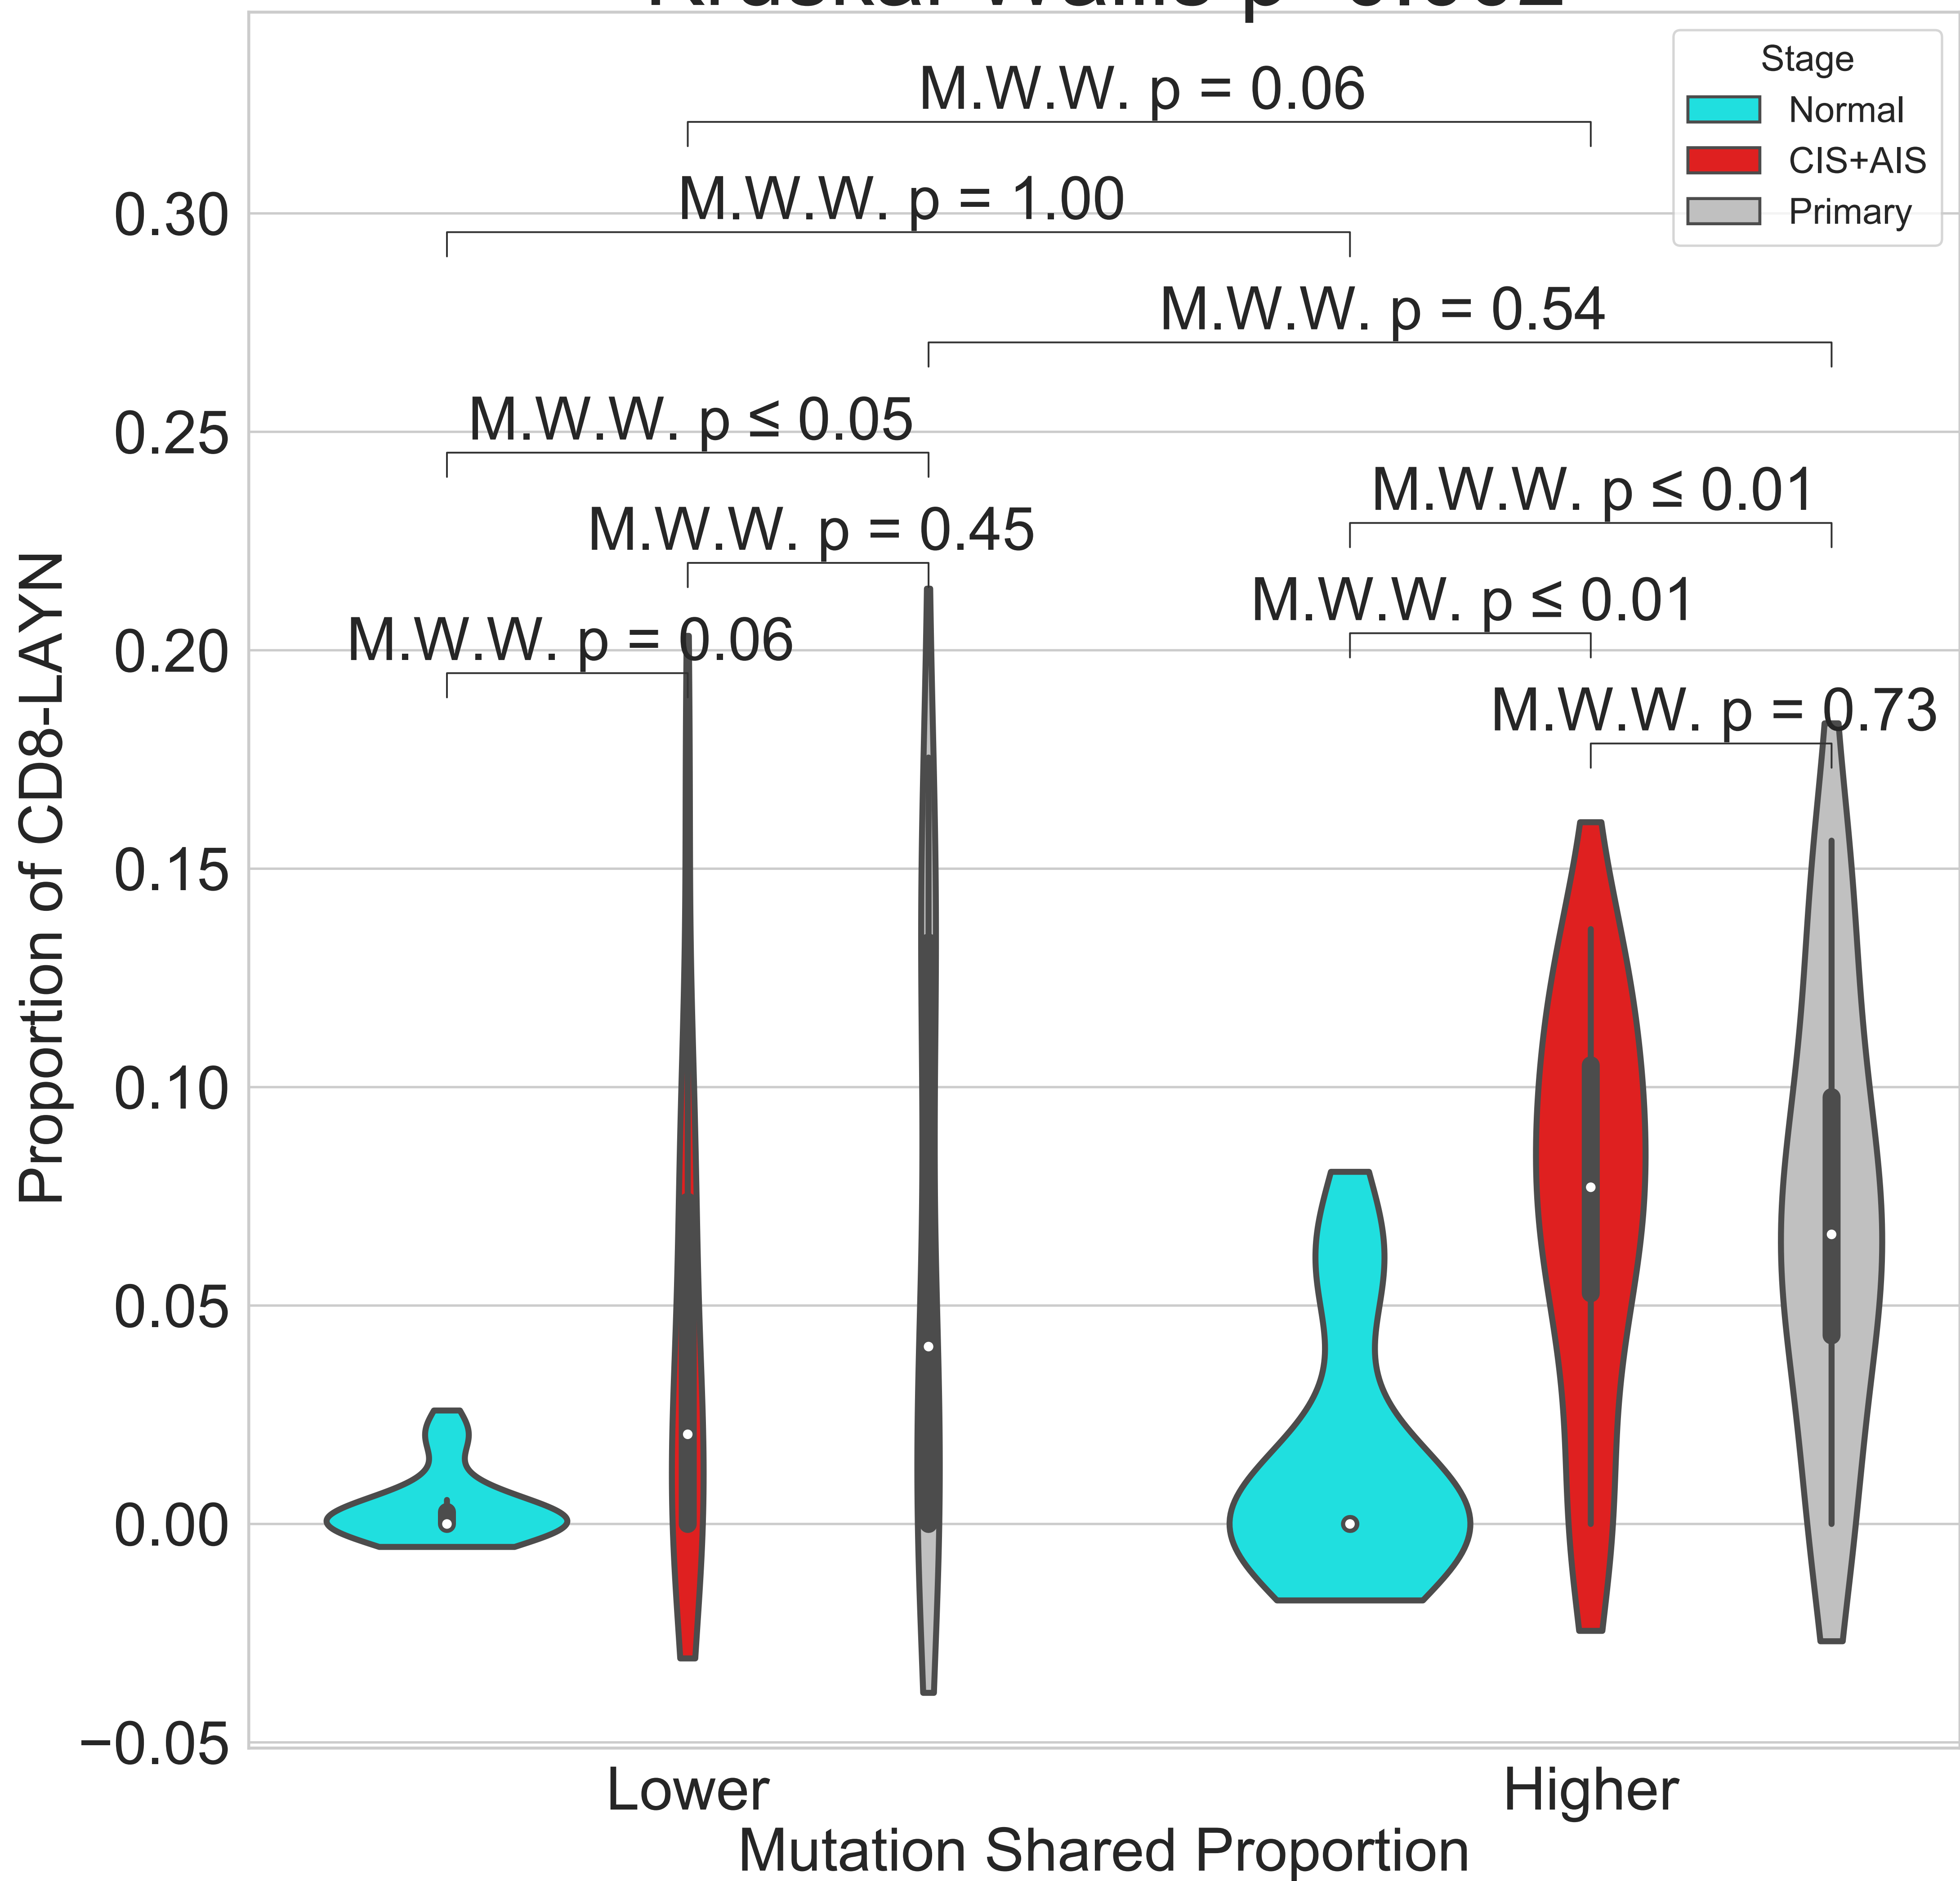 Stage
Normal
CIS+AIS
Primary
M.W.W. p = 0.06
M.W.W. p = 1.00
M.W.W. p = 0.54
M.W.W. p ≤ 0.05
M.W.W. p ≤ 0.01
M.W.W. p = 0.45
M.W.W. p ≤ 0.01
M.W.W. p = 0.06
M.W.W. p = 0.73
0.30
0.25
0.20
0.15
0.10
0.05
0.00
−0.05
Proportion of CD8-LAYN
Lower
Higher
Mutation Shared Proportion